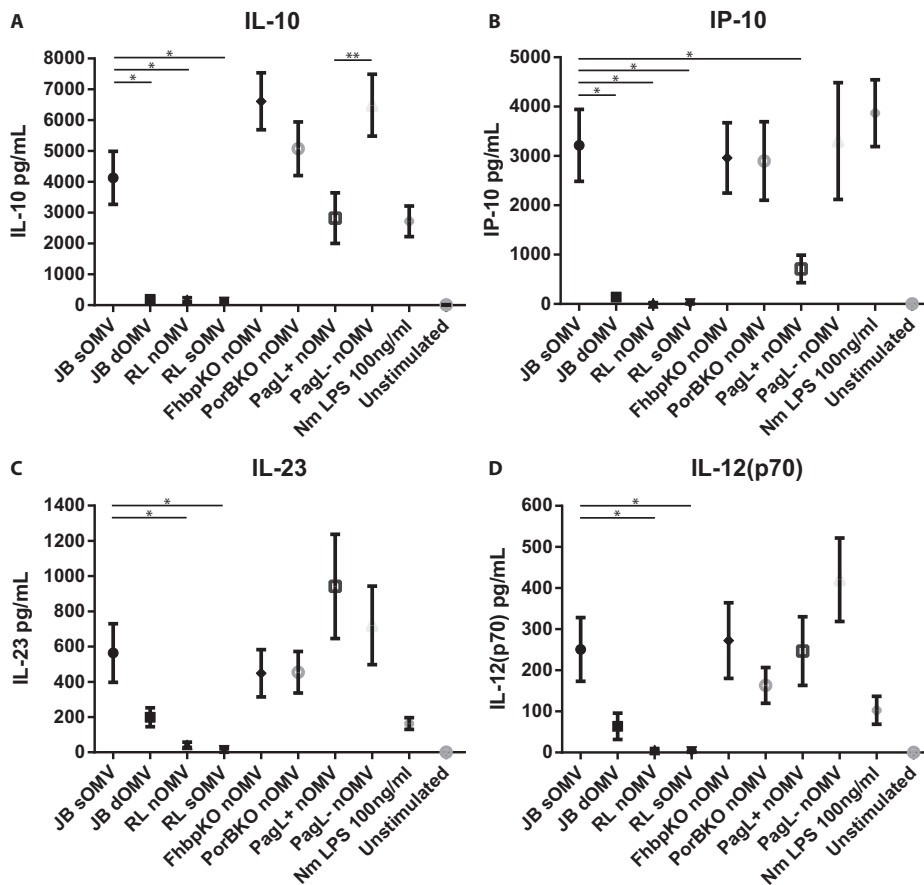 A
IL-10
IL-10 pg/mL
8000
7000
6000
5000
4000
3000
2000
1000
0
*
*
*
**
JB sOMV
JB dOMV
RL nOMV
RL sOMV
FhbpKO nOMV
PorBKO nOMV
PagL+ nOMV
PagL- nOMV
Nm LPS 100ng/ml
Unstimulated
B
IP-10
IP-10 pg/mL
5000
4000
3000
2000
1000
0
*
*
*
*
JB sOMV
JB dOMV
RL nOMV
RL sOMV
FhbpKO nOMV
PorBKO nOMV
PagL+ nOMV
PagL- nOMV
Nm LPS 100ng/ml
Unstimulated
C
IL-23
IL-23 pg/mL
1400
1200
1000
800
600
400
200
0
*
*
JB sOMV
JB dOMV
RL nOMV
RL sOMV
FhbpKO nOMV
PorBKO nOMV
PagL+ nOMV
PagL- nOMV
Nm LPS 100ng/ml
Unstimulated
D
IL-12(p70)
IL-12(p70) pg/mL
600
500
400
300
200
100
0
*
*
JB sOMV
JB dOMV
RL nOMV
RL sOMV
FhbpKO nOMV
PorBKO nOMV
PagL+ nOMV
PagL- nOMV
Nm LPS 100ng/ml
Unstimulated